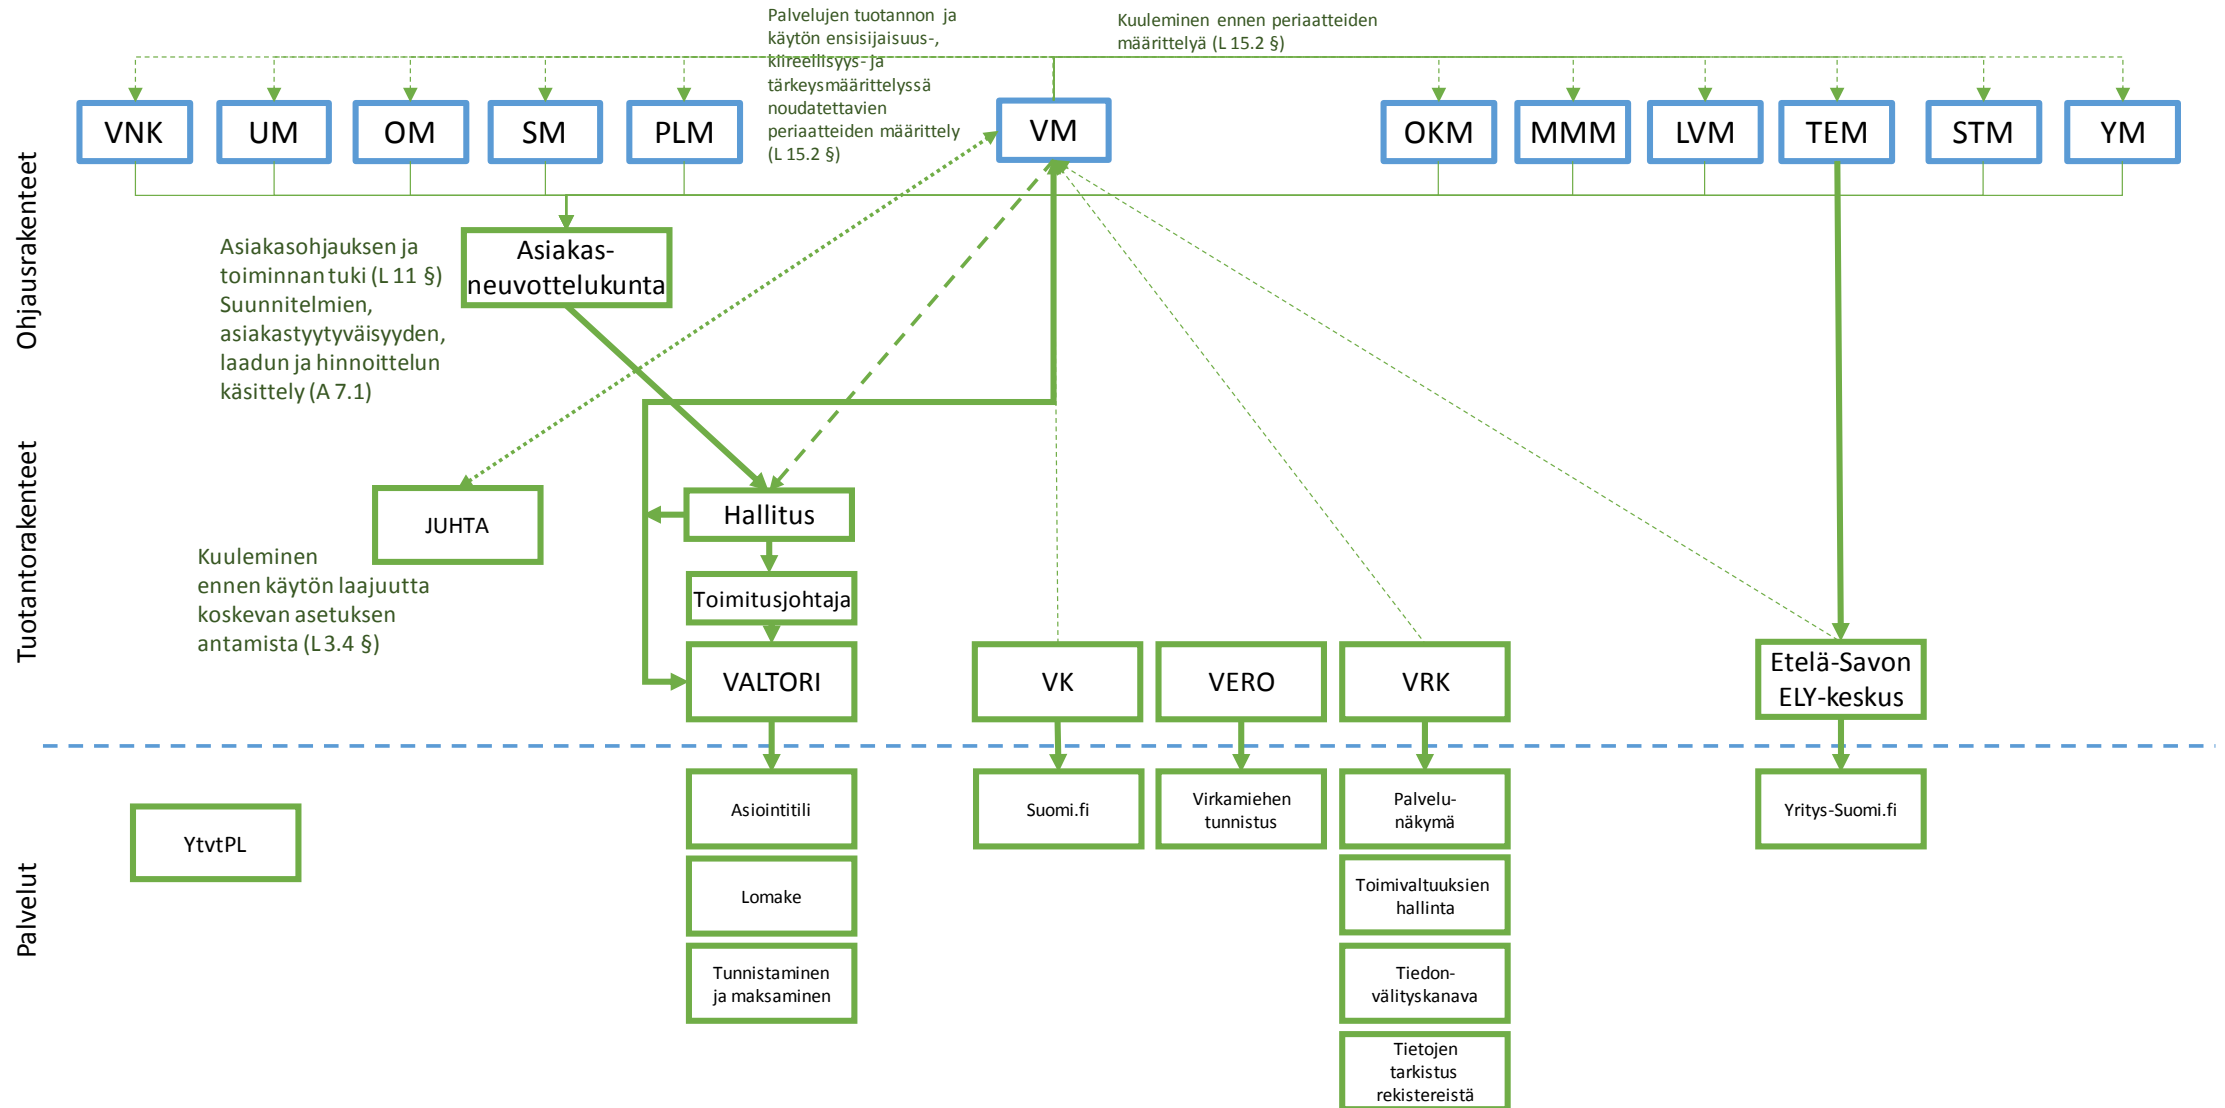 Palvelujen tuotannon ja
käytön ensisijaisuus-,
kiireellisyys- ja
tärkeysmäärittelyssä
noudatettavien
periaatteiden määrittely
(L 15.2 §)
Kuuleminen ennen periaatteiden
määrittelyä (L 15.2 §)
VNK
UM
OM
SM
PLM
VM
OKM
MMM
LVM
TEM
STM
YM
Ohjausrakenteet
Asiakas-
neuvottelukunta
Asiakasohjauksen ja
toiminnan tuki (L 11 §)
Suunnitelmien,
asiakastyytyväisyyden,
laadun ja hinnoittelun
käsittely (A 7.1)
Tuotantorakenteet
JUHTA
Hallitus
Kuuleminen
ennen käytön laajuutta
koskevan asetuksen
antamista (L 3.4 §)
Toimitusjohtaja
VALTORI
VK
VERO
VRK
Etelä-Savon
ELY-keskus
Palvelut
YtvtPL
Asiointitili
Suomi.fi
Virkamiehen
tunnistus
Palvelu-
näkymä
Yritys-Suomi.fi
Lomake
Toimivaltuuksien
hallinta
Tunnistaminen
ja maksaminen
Tiedon-
välityskanava
Tietojen
tarkistus
rekistereistä